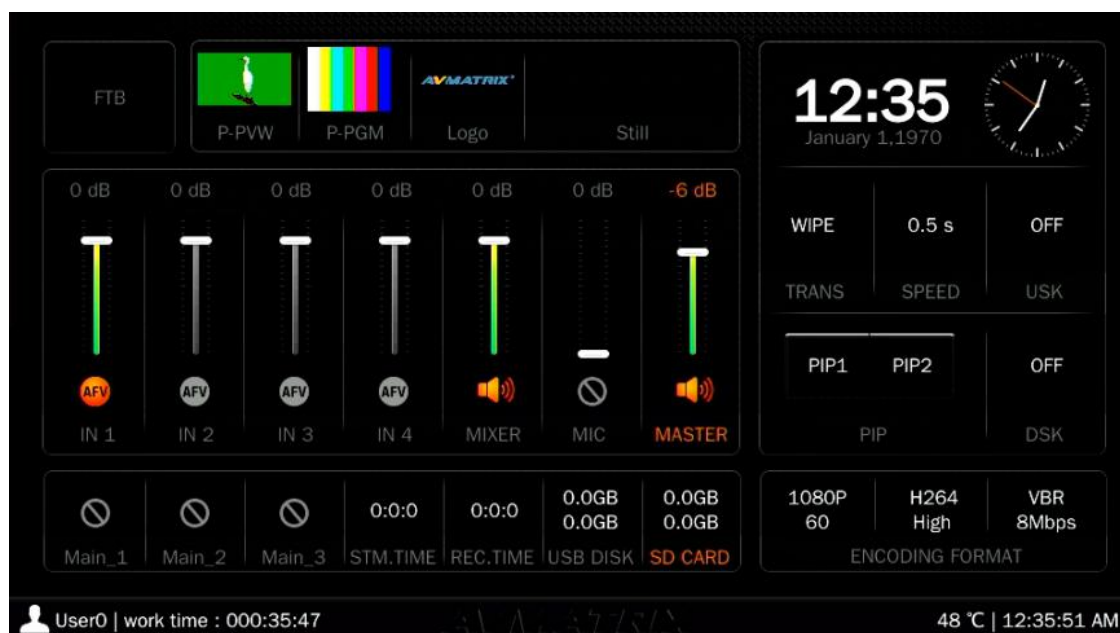 FTB
P-PVW
P-PGM
AVMATRIX
Logo
Still
12:35
January 1,1970
0 dB 0 dB 0 dB 0 dB 0 dB 0 dB -6 dB
AFV AFV AFV AFV
IN 1 IN 2 IN 3 IN 4 MIXER MIC MASTER
WIPE 0.5 s OFF
TRANS SPEED USK
PIP1 PIP2 OFF
PIP DSK
0:0:0 0:0:0
0.0GB 0.0GB
0.0GB 0.0GB
Main_1 Main_2 Main_3 STM.TIME REC.TIME USB DISK SD CARD
1080P H264 VBR
60 High 8Mbps
ENCODING FORMAT
User0 | work time : 000:35:47
48 ℃ | 12:35:51 AM